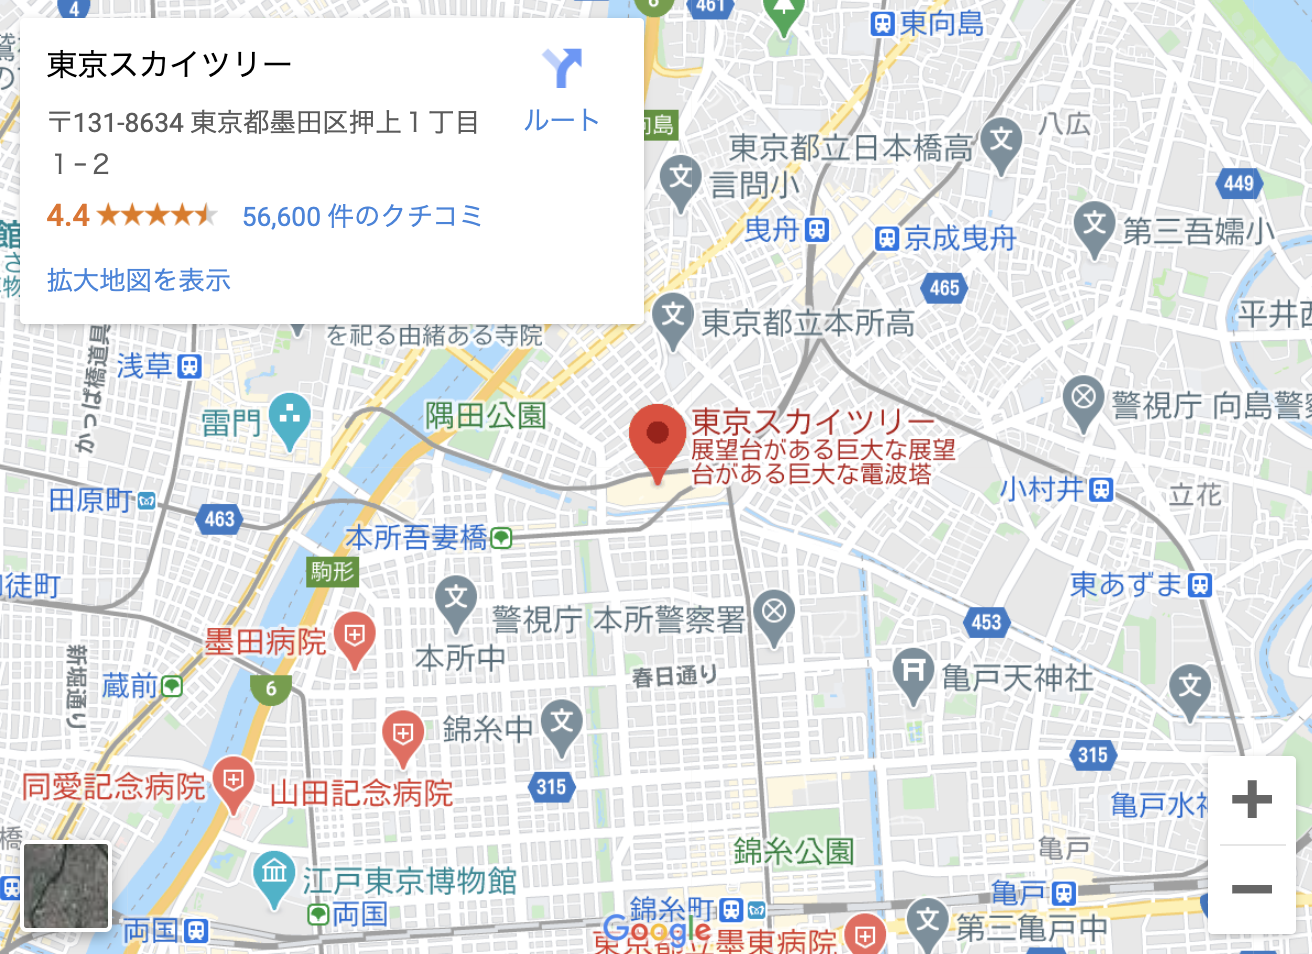 東京スカイツリー
ルート
〒131-8634 東京都墨田区押上１丁目
１−２
4.4
56,600 件のクチコミ
拡大地図を表示
4
6
461
東向島
向島
八広
東京都立日本橋高
言問小
449
曳舟
京成曳舟
第三吾嬬小
465
平井西
東京都立本所高
を祀る由緒ある寺院
浅草
かっぱ橋道具
雷門
隅田公園
東京スカイツリー
展望台がある巨大な展望
台がある巨大な電波塔
警視庁 向島警察
小村井
立花
田原町
463
本所吾妻橋
駒形
徒町
東あずま
警視庁 本所警察署
453
墨田病院
本所中
春日通り
亀戸天神社
新堀通り
蔵前
6
錦糸中
315
315
同愛記念病院
山田記念病院
亀戸水神
橋
錦糸公園
亀戸
江戸東京博物館
両国
両国
錦糸町
亀戸
第三亀戸中
Google
東京都立墨東病院